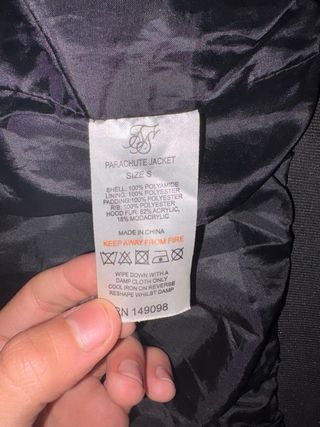 PARACHUTE JACKET
SIZE S
SHELL: 100% POLYAMIDE
LINING: 100% POLYESTER
PADDING:100% POLYESTER
RIB: 100% POLYESTER
HOOD FUR: 82% ACRYLIC,
18% MODACRYLIC
MADE IN CHINA
KEEP AWAY FROM FIRE
WIPE DOWN WITH A
DAMP CLOTH ONLY
COOL IRON ON REVERSE
RESHAPE WHILST DAMP
RN 149098